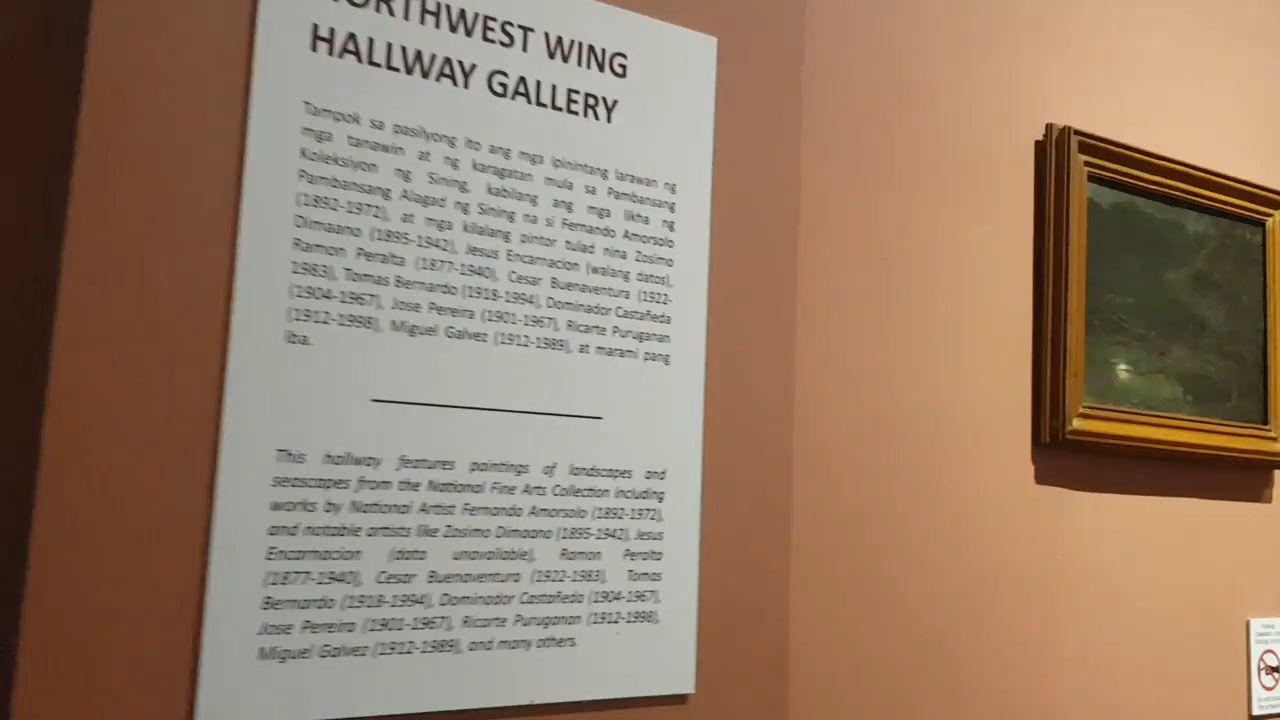 NORTHWEST WING
HALLWAY GALLERY
Tampok sa pasilyong ito ang mga ipinintang larawan ng
mga tanawin at ng karagatan mula sa Pambansang
Koleksiyon ng Sining, kabilang ang mga likha ng
Pambansang Alagad ng Sining na si Fernando Amorsolo
(1892-1972), at mga kilalang pintor tulad nina Zosimo
Dimaano (1895-1942), Jesus Encarnacion (walang datos),
Ramon Peralta (1877-1940), Cesar Buenaventura (1922-
1983), Tomas Bernardo (1918-1994), Dominador Castañeda
(1904-1967), Jose Pereira (1901-1967), Ricarte Puruganan
(1912-1998), Miguel Galvez (1912-1989), at marami pang
iba.
This hallway features paintings of landscapes and
seascapes from the National Fine Arts Collection including
works by National Artist Fernando Amorsolo (1892-1972),
and notable artists like Zosimo Dimaano (1895-1942), Jesus
Encarnacion (data unavailable), Ramon Peralta
(1877-1940), Cesar Buenaventura (1922-1983), Tomas
Bernardo (1918-1994), Dominador Castañeda (1904-1967),
Jose Pereira (1901-1967), Ricarte Puruganan (1912-1998),
Miguel Galvez (1912-1989), and many others.